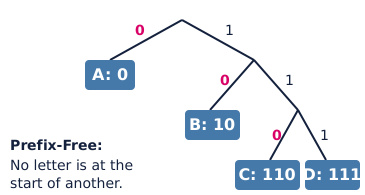 0 1
A: 0
0 1
B: 10
Prefix-Free:
0 1
No letter is at the
start of another.
C: 110 D: 111